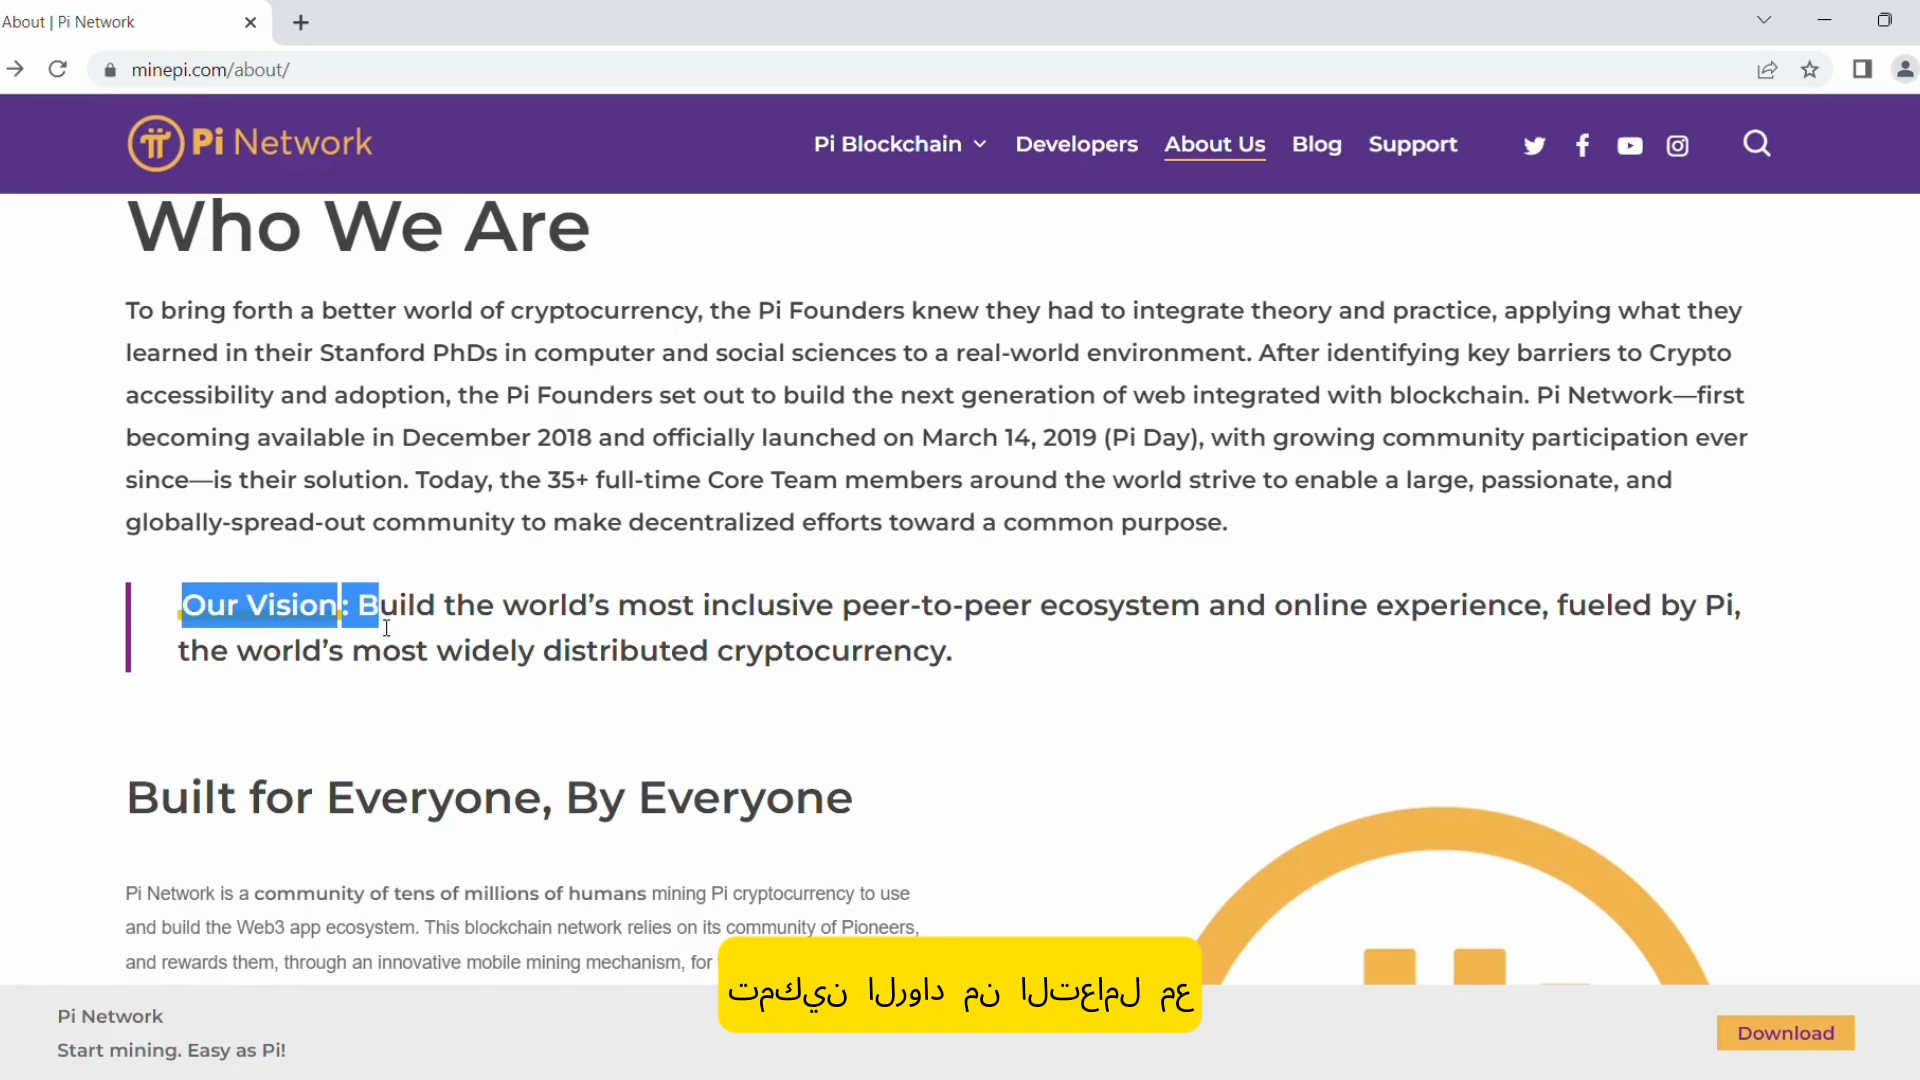 About | Pi Network
minepi.com/about/
Pi Network
Pi Blockchain
Developers
About Us
Blog
Support
Who We Are
To bring forth a better world of cryptocurrency, the Pi Founders knew they had to integrate theory and practice, applying what they
learned in their Stanford PhDs in computer and social sciences to a real-world environment. After identifying key barriers to Crypto
accessibility and adoption, the Pi Founders set out to build the next generation of web integrated with blockchain. Pi Network—first
becoming available in December 2018 and officially launched on March 14, 2019 (Pi Day), with growing community participation ever
since—is their solution. Today, the 35+ full-time Core Team members around the world strive to enable a large, passionate, and
globally-spread-out community to make decentralized efforts toward a common purpose.
Our Vision: Build the world’s most inclusive peer-to-peer ecosystem and online experience, fueled by Pi,
the world’s most widely distributed cryptocurrency.
Built for Everyone, By Everyone
Pi Network is a community of tens of millions of humans mining Pi cryptocurrency to use
and build the Web3 app ecosystem. This blockchain network relies on its community of Pioneers,
and rewards them, through an innovative mobile mining mechanism, for
تمكين الرواد من التعامل مع
Pi Network
Start mining. Easy as Pi!
Download